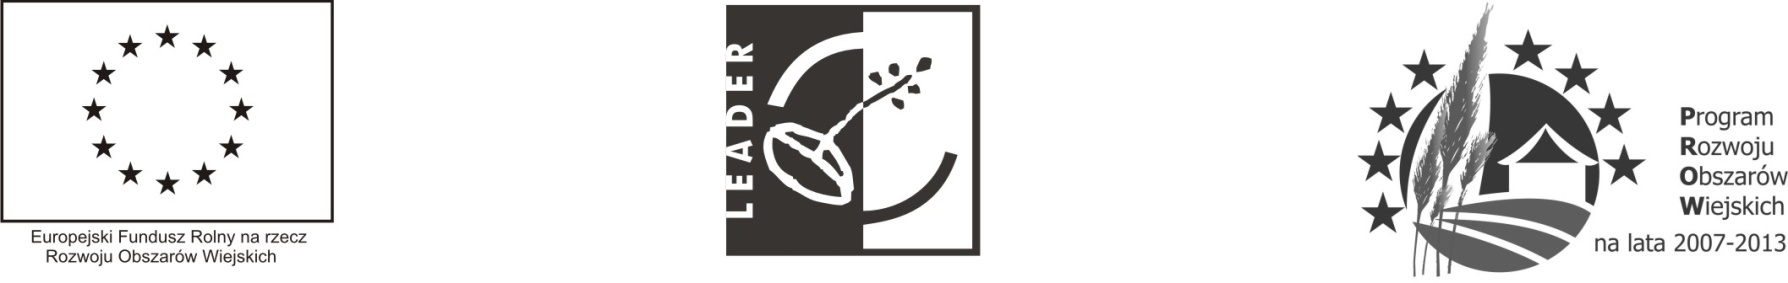 Europejski Fundusz Rolny na rzecz
Rozwoju Obszarów Wiejskich
LEADER
Program
Rozwoju
Obszarów
Wiejskich
na lata 2007-2013